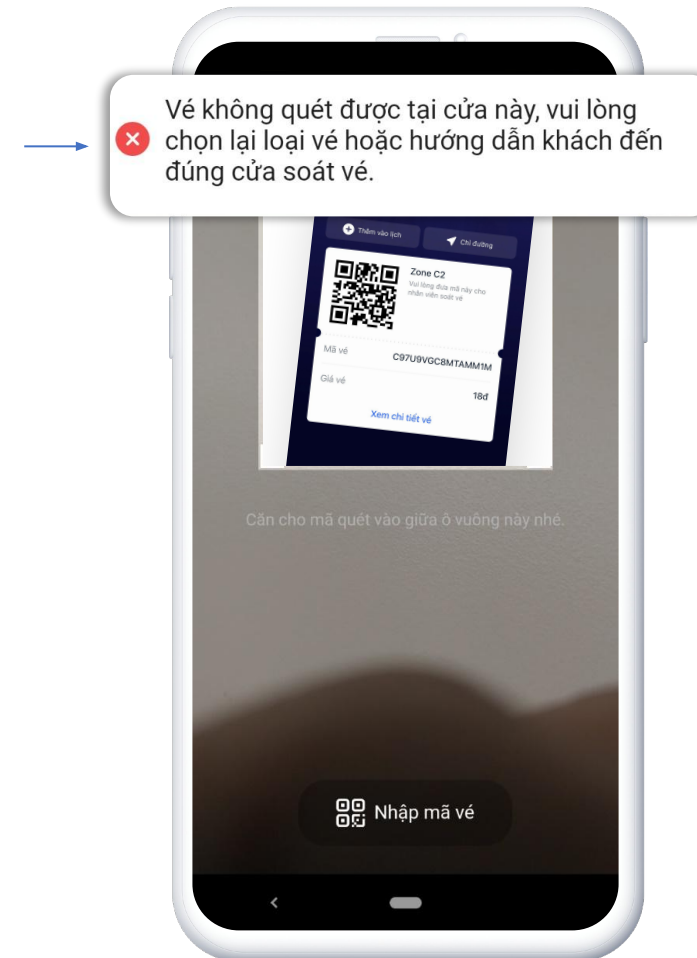 Vé không quét được tại cửa này, vui lòng
chọn lại loại vé hoặc hướng dẫn khách đến
đúng cửa soát vé.
Thêm vào lịch
Chỉ đường
Zone C2
Vui lòng đưa mã này cho
nhân viên soát vé
Mã vé
C97U9VGC8MTAMM1M
Giá vé
18đ
Xem chi tiết vé
Căn cho mã quét vào giữa ô vuông này nhé.
Nhập mã vé